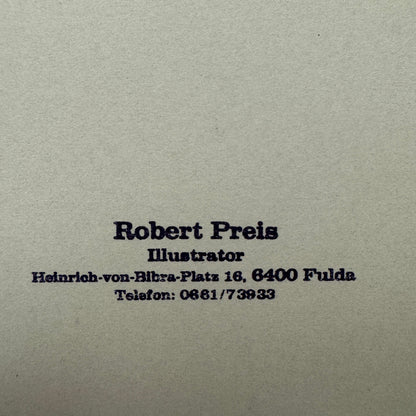 Robert Preis
Illustrator
Heinrich-von-Bibra-Platz 16, 6400 Fulda
Telefon: 0661/73933